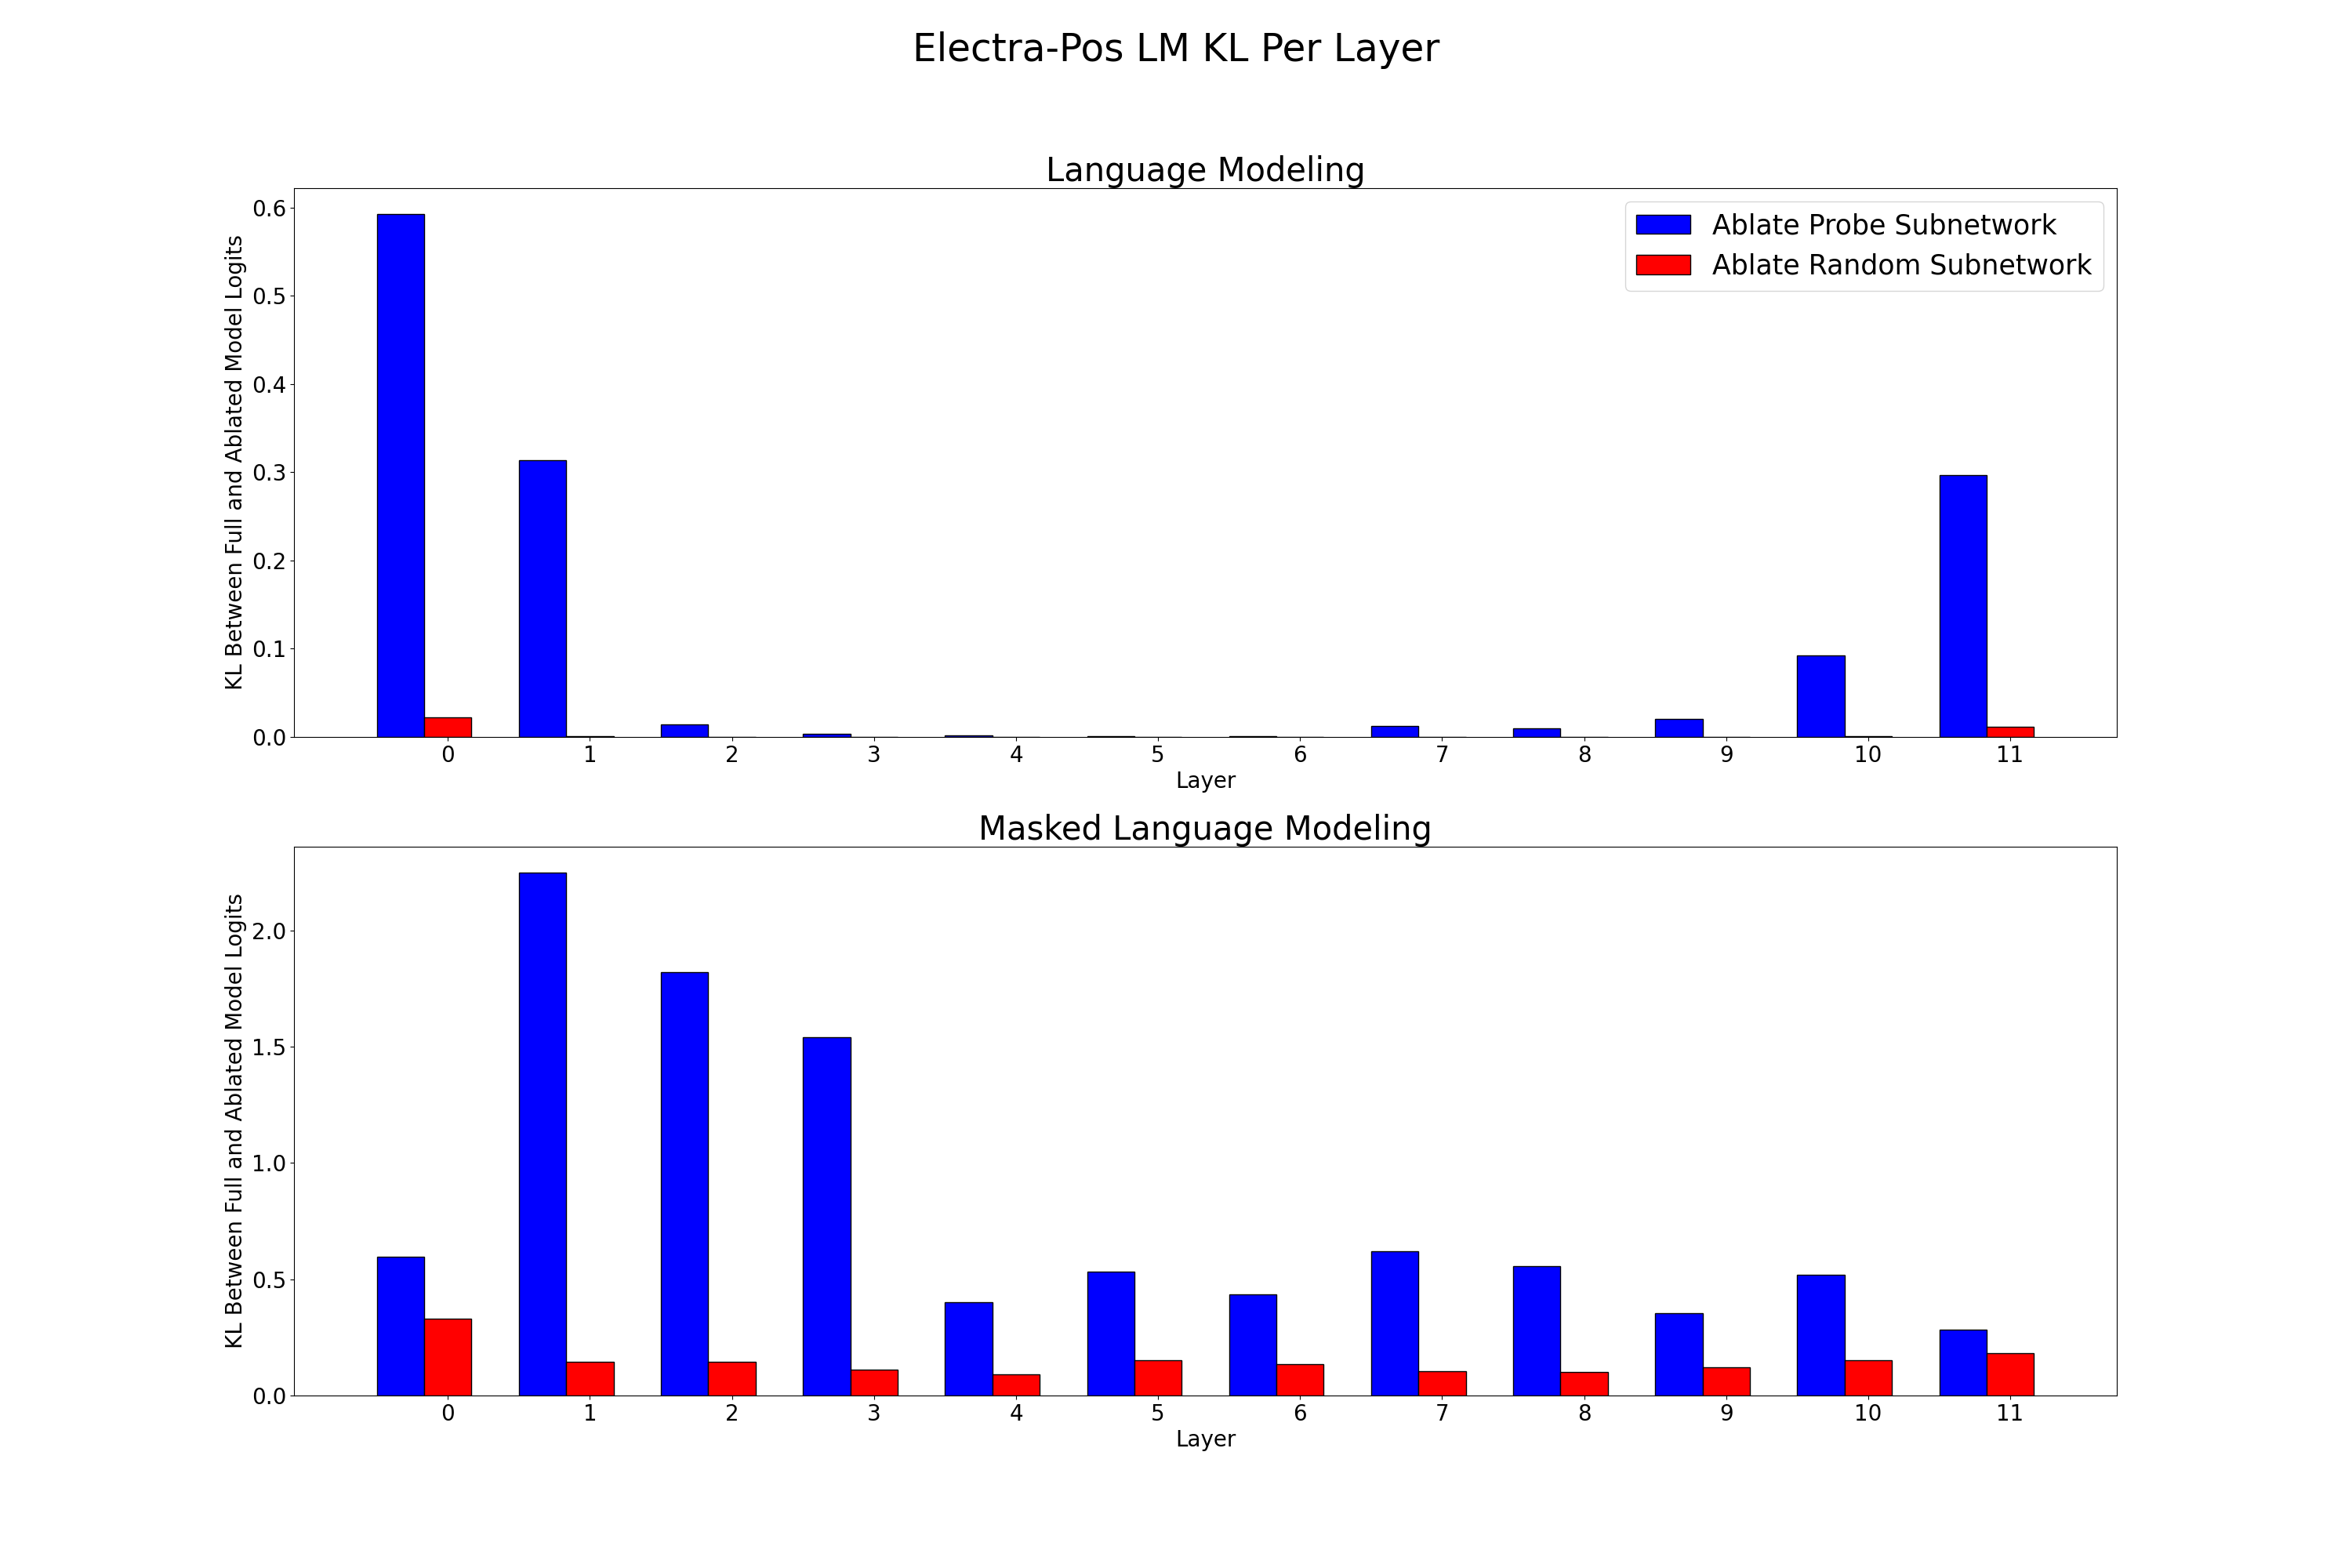 Electra-Pos LM KL Per Layer
Language Modeling
KL Between Full and Ablated Model Logits
0.6
0.5
0.4
0.3
0.2
0.1
0.0
Ablate Probe Subnetwork
Ablate Random Subnetwork
0 1 2 3 4 5 6 7 8 9 10 11
Layer
Masked Language Modeling
KL Between Full and Ablated Model Logits
2.0
1.5
1.0
0.5
0.0
0 1 2 3 4 5 6 7 8 9 10 11
Layer